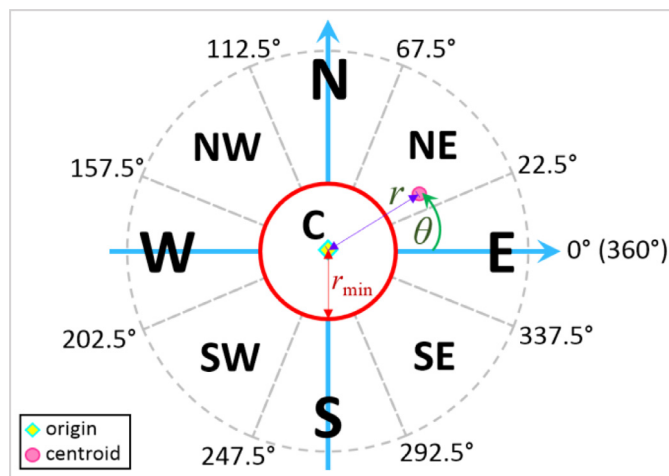 112.5°
67.5°
N
NW
NE
157.5°
22.5°
r
C
θ
W
E
0° (360°)
r min
202.5°
337.5°
SW
SE
S
origin
centroid
247.5°
292.5°